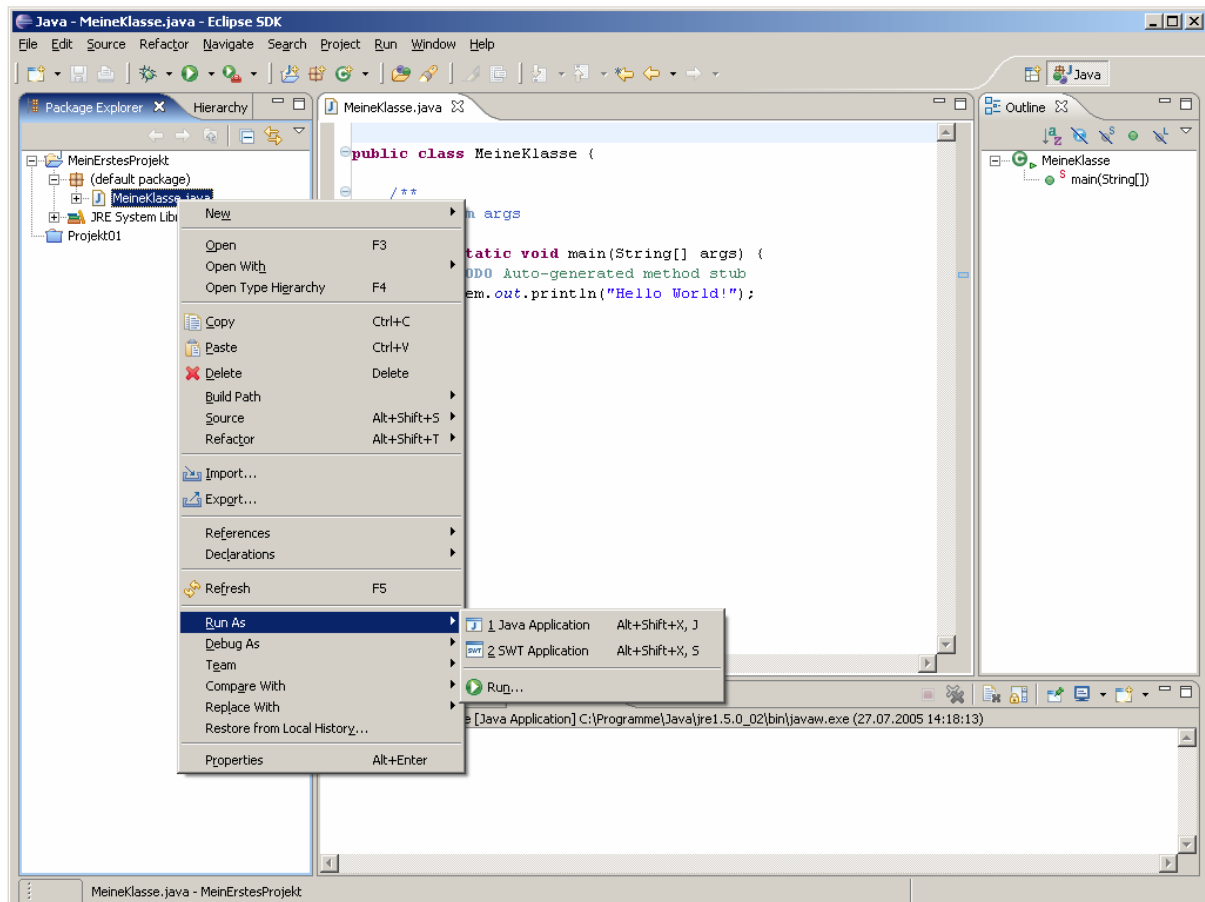 Java - MeineKlasse.java - Eclipse SDK
File Edit Source Refactor Navigate Search Project Run Window Help
Java
Package Explorer
Hierarchy
MeinErstesProjekt
(default package)
MeineKlasse.java
JRE System Lib
Projekt01
MeineKlasse.java
public class MeineKlasse {
/**
m args
tatic void main(String[] args) {
ODO Auto-generated method stub
em.out.println("Hello World!");
Outline
MeineKlasse
S main(String[])
New
Open F3
Open With
Open Type Hierarchy F4
Copy Ctrl+C
Paste Ctrl+V
Delete Delete
Build Path
Source Alt+Shift+S
Refactor Alt+Shift+T
Import...
Export...
References
Declarations
Refresh F5
Run As
Debug As
Team
Compare With
Replace With
Restore from Local History...
Properties Alt+Enter
1 Java Application Alt+Shift+X, J
2 SWT Application Alt+Shift+X, S
Run...
e [Java Application] C:\Programme\Java\jre1.5.0_02\bin\javaw.exe (27.07.2005 14:18:13)
MeineKlasse.java - MeinErstesProjekt